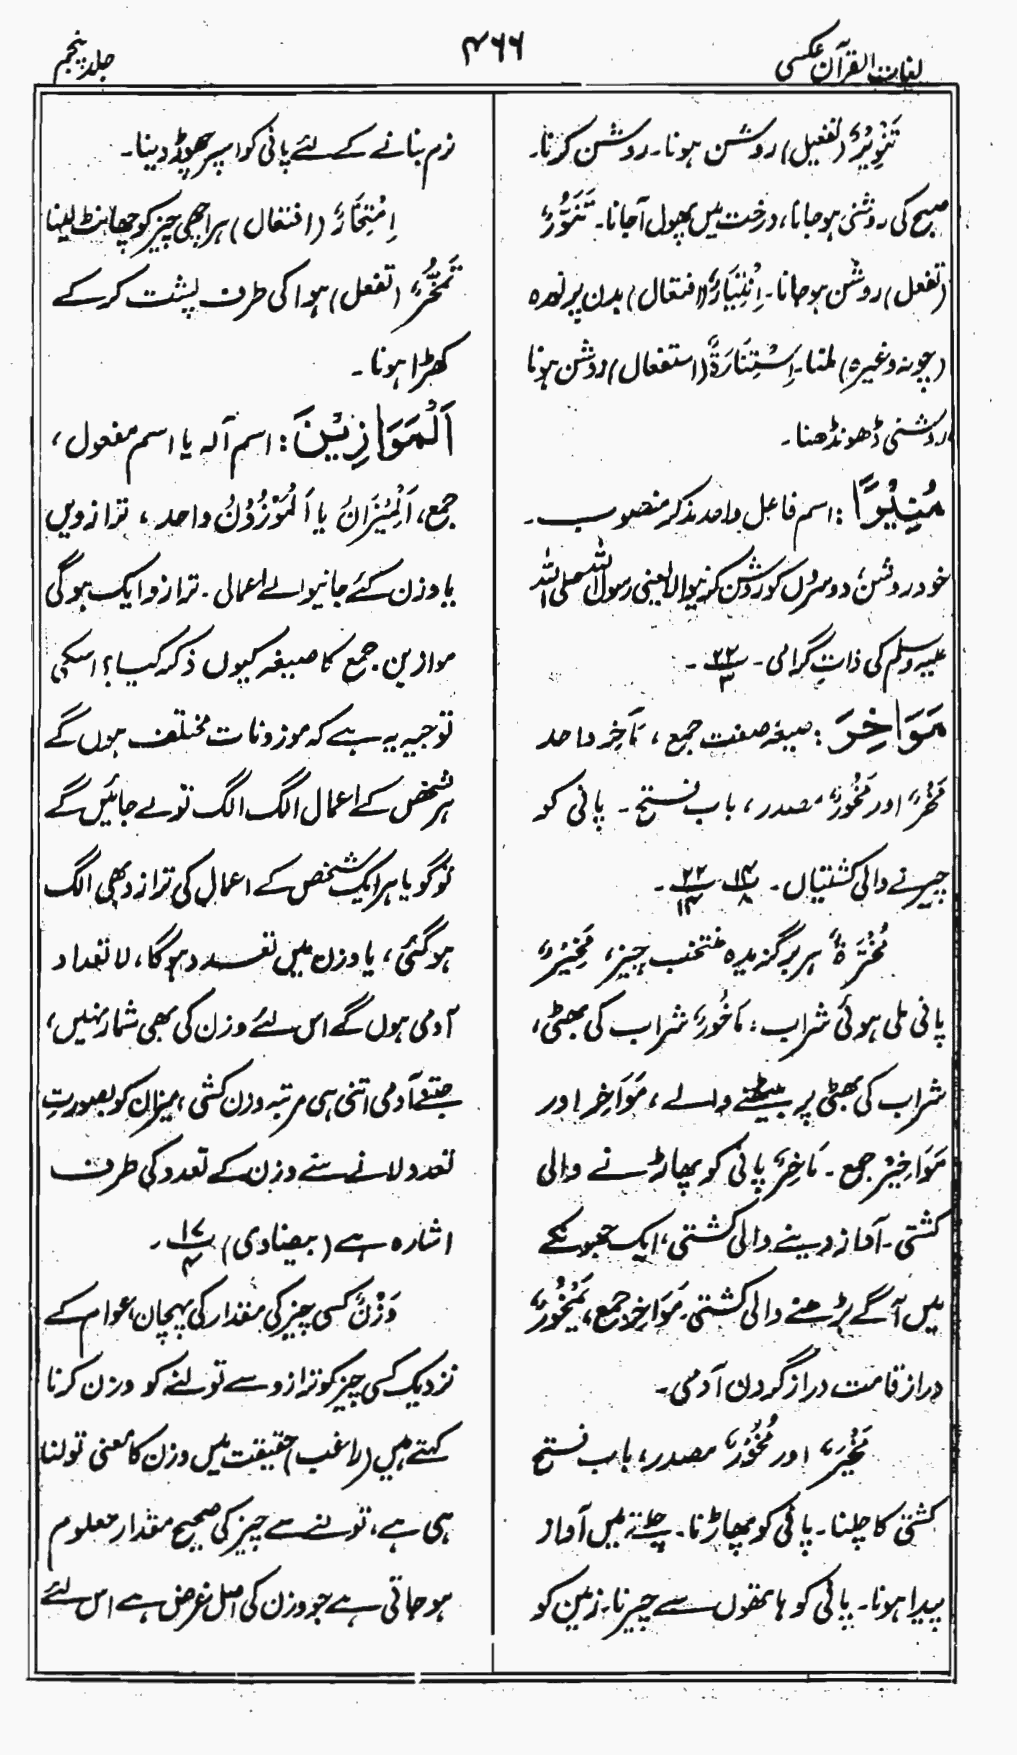 لغات القرآن عکسی
۴۶۶
جلد پنجم
تَنْوِیْرٌ (تفعیل) روشن ہونا۔ روشن کرنا۔
صبح کی روشنی ہو جانا، درخت میں پھول آجانا۔ تَنَوُّرٌ
(تفعل) روشن ہو جانا۔ اِنْتِیَارٌ (افتعال) بدن پر نورہ
(چونہ وغیرہ) ملنا۔ اِسْتِنَارَۃٌ (استفعال) روشن ہونا
روشنی ڈھونڈھنا۔
مُنِیْرًا: اسم فاعل واحد مذکر منصوب۔
خود روشن، دوسروں کو روشن کرنیوالا یعنی رسول اللہ صلی اللہ
علیہ وسلم کی ذات گرامی۔ ۲۲/۳۔
مَوَاخِرَ: صیغہ صفت جمع، مَاخِر واحد
مَخْرٌ اور مَخُوْرٌ مصدر، باب فتح۔ پانی کو
چیرنے والی کشتیاں۔ ۱۴/۸ ۲۲/۱۴۔
مُخْرَۃٌ ہر برگزیدہ منتخب چیز، مَخِیْرٌ
پانی ملی ہوئی شراب: مَاخُوْرٌ شراب کی بھٹی،
شراب کی بھٹی پر بیٹھنے والے، مَوَاخِر اور
مَوَاخِیْر جمع۔ مَاخِرٌ پانی کو پھاڑنے والی
کشتی۔ آواز دینے والی کشتی، ایک جھونکے
میں آگے بڑھنے والی کشتی، مَوَاخِر جمع، یَمْخُوْرٌ
دراز قامت دراز گردن آدمی۔
مَخْرٌ اور مُخُوْرٌ مصدر، باب فتح
کشتی کا چلنا۔ پانی کو پھاڑنا۔ چلتے میں آواز
پیدا ہونا۔ پانی کو ہاتھوں سے چیرنا۔ زمین کو
نرم بنانے کے لئے پانی کو اس پر چھوڑ دینا۔
اِمْتِخَارٌ (افتعال) ہر اچھی چیز کو چھانٹ لینا
تَمَخُّرٌ (تفعل) ہوا کی طرف پشت کر کے
کھڑا ہونا۔
اَلْمَوَازِیْنَ: اسم آلہ یا اسم مفعول،
جمع، اَلْمِیْزَانُ یا اَلْمَوْزُوْنُ واحد، ترازویں
یا وزن کئے جانیوالے اعمالی۔ ترازو ایک ہوگی
موازین۔ جمع کا صیغہ کیوں ذکر کیا؟ اسکی
توجیہ یہ ہے کہ موزونات مختلف ہوں گے
ہر شخص کے اعمال الگ الگ تولے جائیں گے
تو گویا ہر ایک شخص کے اعمال کی ترازو بھی الگ
ہو گئی، یا وزن میں تعدد ہوگا، لاتعداد
آدمی ہوں گے اس لئے وزن کی بھی شمار نہیں،
جتنے آدمی اتنی ہی مرتبہ وزن کشی، میزان کو بصورتِ
تعدد لانے سے وزن کے تعدد کی طرف
اشارہ ہے (بیضاوی) ۱۷/۴۔
وَزْنٌ کسی چیز کی مقدار کی پہچان، عوام کے
نزدیک کسی چیز کو ترازو سے تولنے کو وزن کرنا
کہتے ہیں (راغب) حقیقت میں وزن کا معنی تولنا
ہی ہے، تولنے سے چیز کی صحیح مقدار معلوم
ہو جاتی ہے جو وزن کی اصل غرض ہے اس لئے